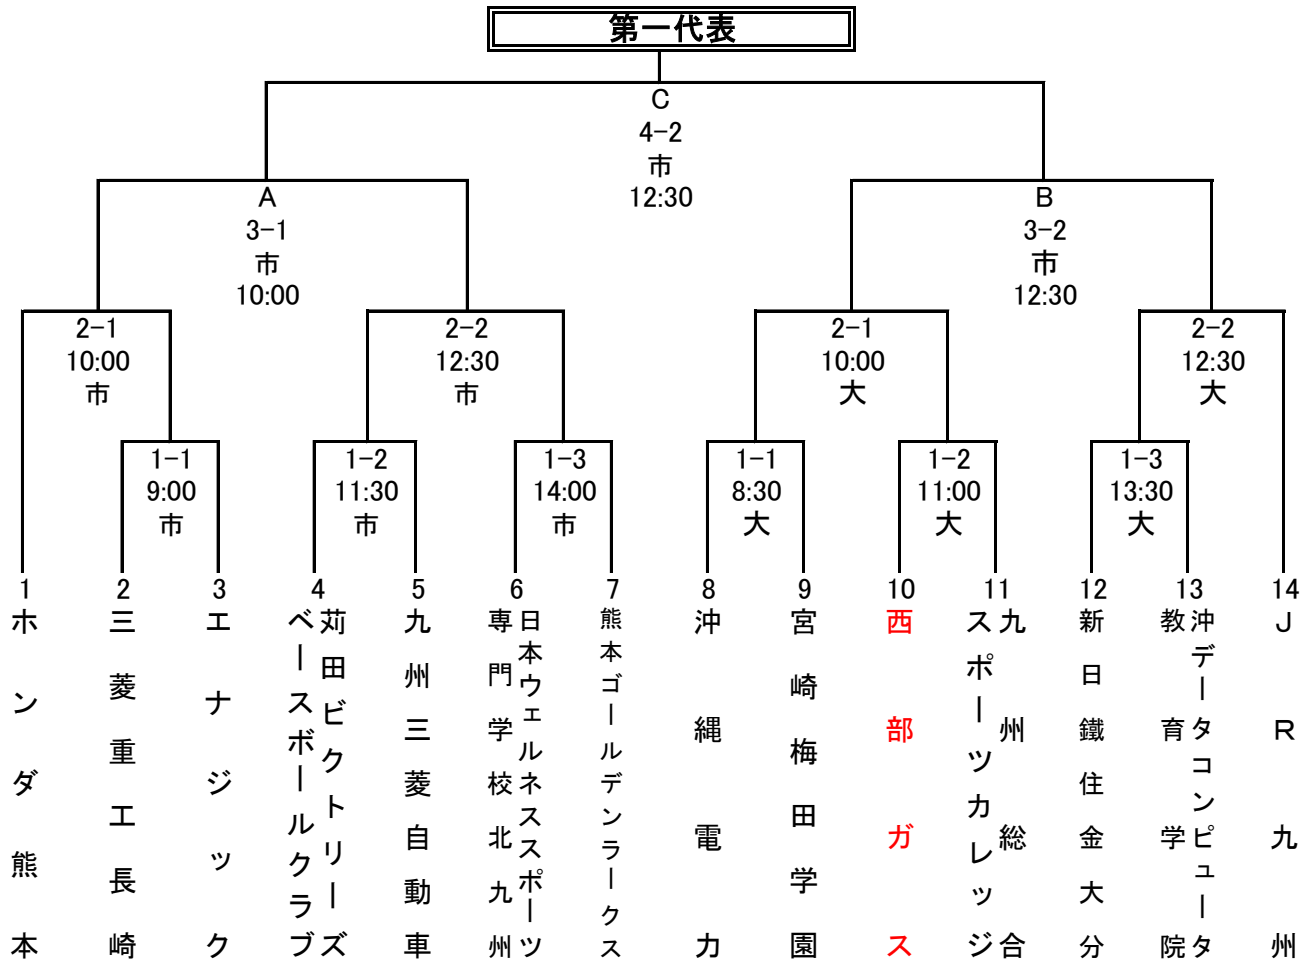 第一代表
C
4-2
市
12:30
A
3-1
市
10:00
B
3-2
市
12:30
2-1
10:00
市
2-2
12:30
市
2-1
10:00
大
2-2
12:30
大
1-1
9:00
市
1-2
11:30
市
1-3
14:00
市
1-1
8:30
大
1-2
11:00
大
1-3
13:30
大
1
ホンダ熊本
2
三菱重工長崎
3
エナジック
4
苅田ビクトリーズ
ベースボールクラブ
5
九州三菱自動車
6
日本ウェルネススポーツ
専門学校北九州
7
熊本ゴールデンラークス
8
沖縄電力
9
宮崎梅田学園
10
西部ガス
11
九州総合
スポーツカレッジ
12
新日鐵住金大分
13
沖データコンピュータ
教育学院
14
JR九州